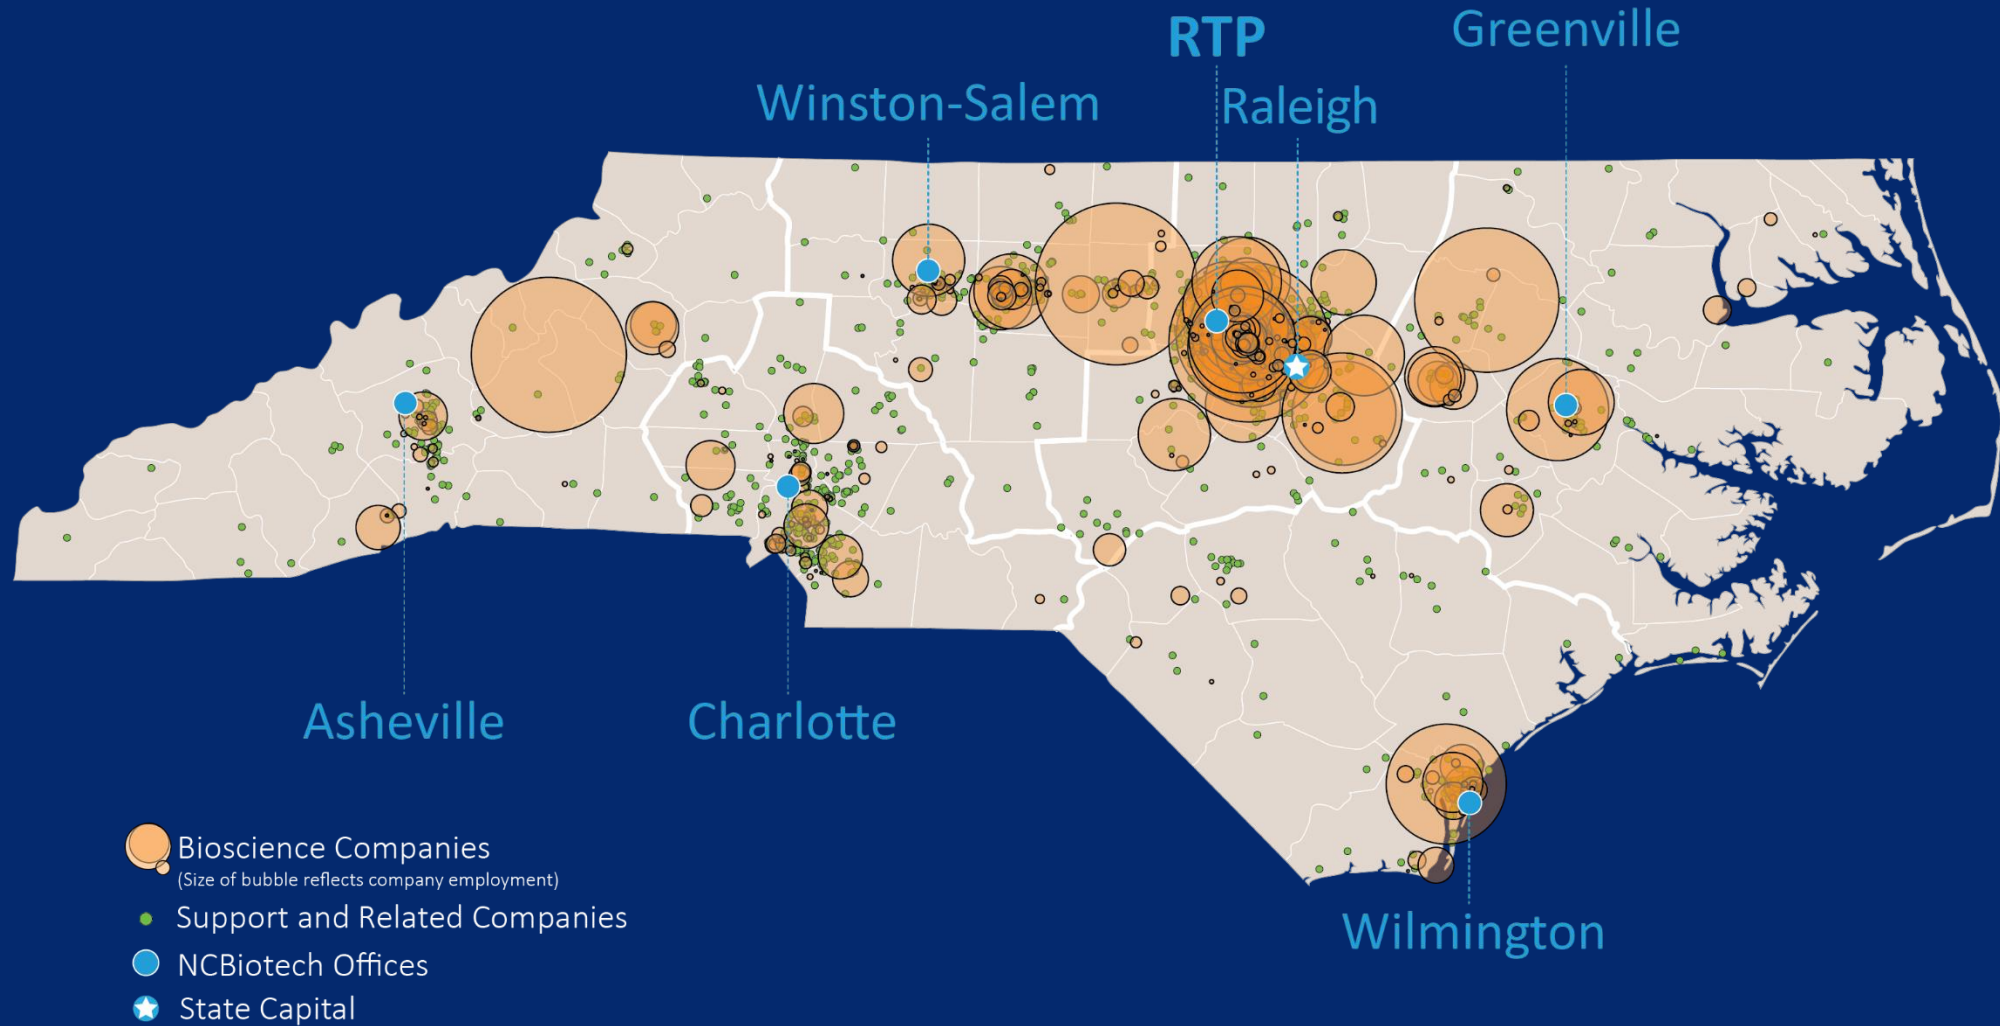 RTP
Greenville
Winston-Salem
Raleigh
Asheville
Charlotte
Bioscience Companies
(Size of bubble reflects company employment)
Support and Related Companies
Wilmington
NCBiotech Offices
State Capital